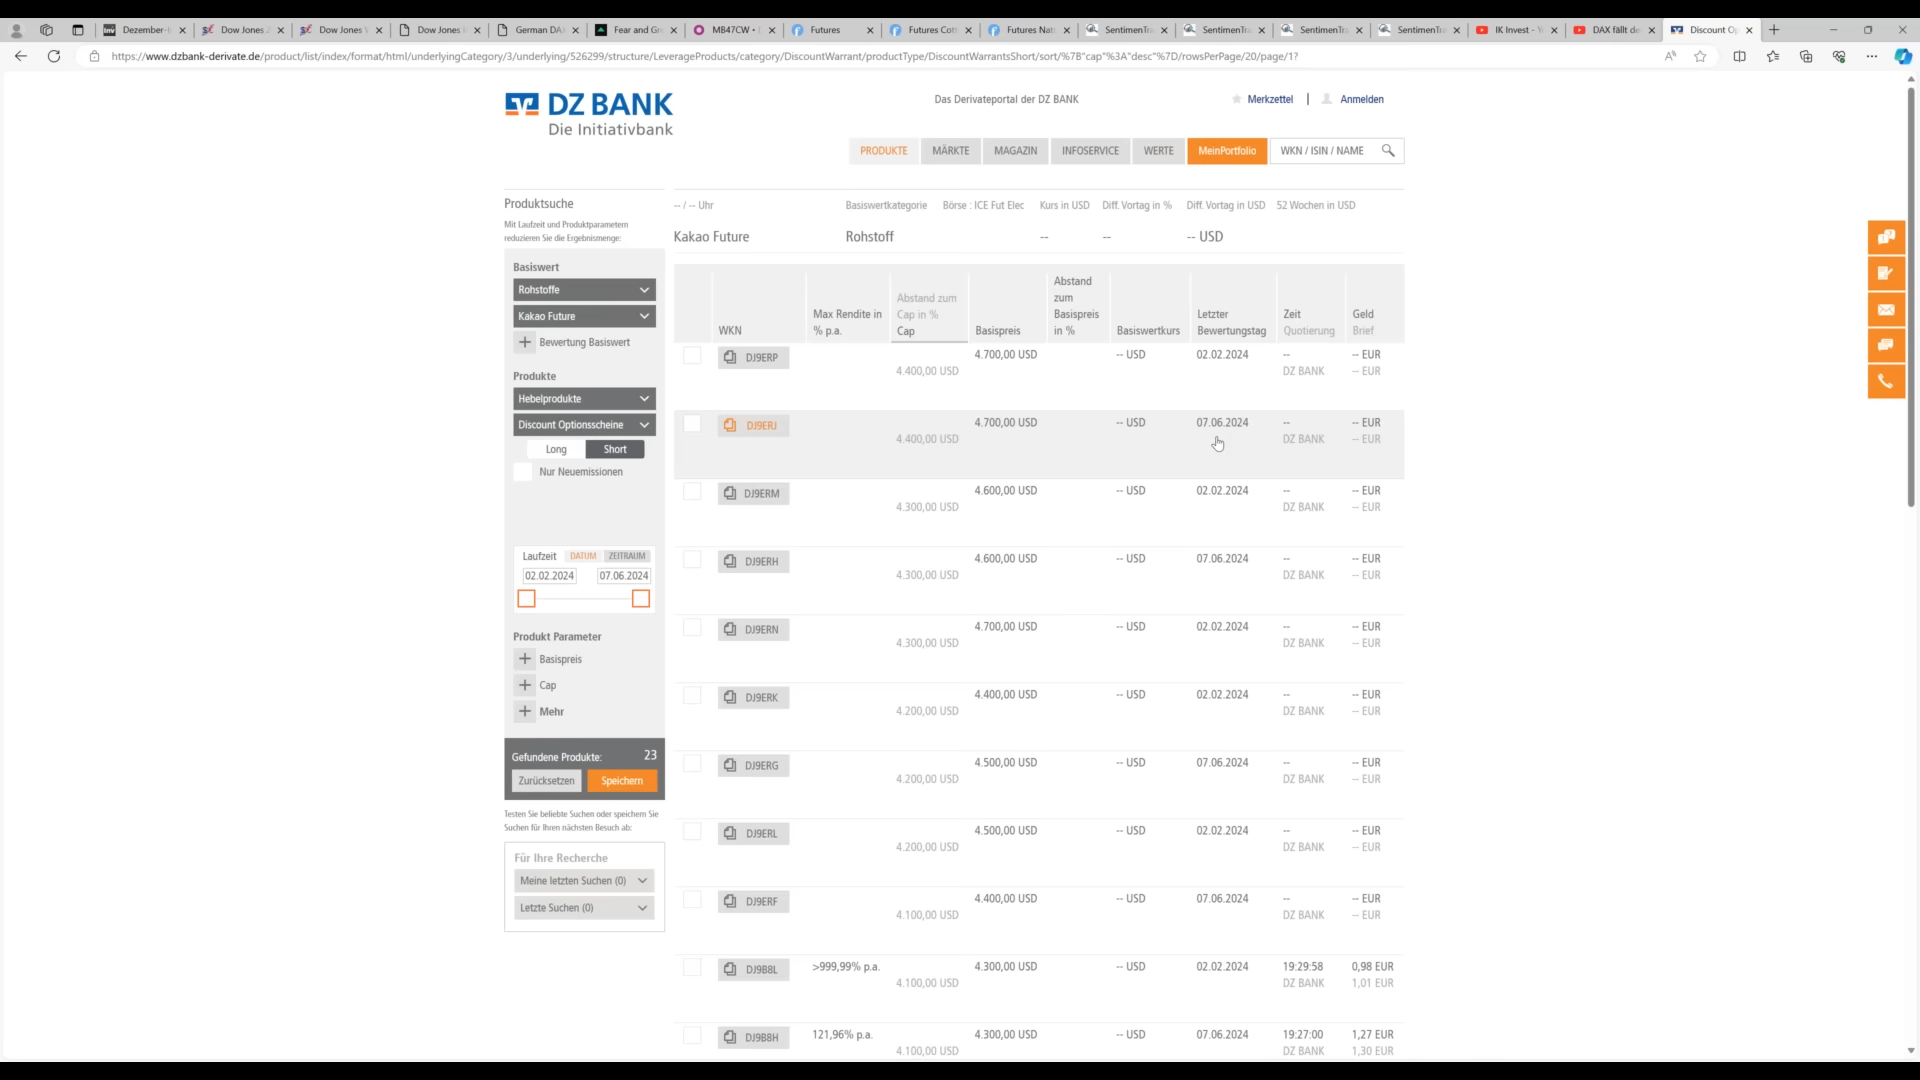 Dezember-
Dow Jones Z
Dow Jones V
Dow Jones
German DA
Fear and Gr
MB47CW •
Futures
Futures Cott
Futures Natu
SentimenTra
SentimenTra
SentimenTra
SentimenTra
IK Invest - Y
DAX fällt de
Discount Op
https://www.dzbank-derivate.de/product/list/index/format/html/underlyingCategory/3/underlying/526299/structure/LeverageProducts/category/DiscountWarrant/productType/DiscountWarrantsShort/sort/%7B"cap"%3A"desc"%7D/rowsPerPage/20/page/1?
DZ BANK
Die Initiativbank
Das Derivateportal der DZ BANK
Merkzettel | Anmelden
PRODUKTE MÄRKTE MAGAZIN INFOSERVICE WERTE MeinPortfolio WKN / ISIN / NAME
Produktsuche
Mit Laufzeit und Produktparametern
reduzieren Sie die Ergebnismenge:
Basiswert
Rohstoffe
Kakao Future
Bewertung Basiswert
Produkte
Hebelprodukte
Discount Optionsscheine
Long Short
Nur Neuemissionen
Laufzeit DATUM ZEITRAUM
02.02.2024 07.06.2024
Produkt Parameter
Basispreis
Cap
Mehr
Gefundene Produkte: 23
Zurücksetzen Speichern
Testen Sie beliebte Suchen oder speichern Sie
Suchen für Ihren nächsten Besuch ab:
Für Ihre Recherche
Meine letzten Suchen (0)
Letzte Suchen (0)
-- / -- Uhr Basiswertkategorie Börse : ICE Fut Elec Kurs in USD Diff. Vortag in % Diff. Vortag in USD 52 Wochen in USD
Kakao Future Rohstoff -- -- -- USD
WKN
Max Rendite in
% p.a.
Abstand zum
Cap in %
Cap
Basispreis
Abstand
zum
Basispreis
in %
Basiswertkurs
Letzter
Bewertungstag
Zeit
Quotierung
Geld
Brief
DJ9ERP 4.700,00 USD -- USD 02.02.2024 -- -- EUR
4.400,00 USD DZ BANK -- EUR
DJ9ERJ 4.700,00 USD -- USD 07.06.2024 -- -- EUR
4.400,00 USD DZ BANK -- EUR
DJ9ERM 4.600,00 USD -- USD 02.02.2024 -- -- EUR
4.300,00 USD DZ BANK -- EUR
DJ9ERH 4.600,00 USD -- USD 07.06.2024 -- -- EUR
4.300,00 USD DZ BANK -- EUR
DJ9ERN 4.700,00 USD -- USD 02.02.2024 -- -- EUR
4.300,00 USD DZ BANK -- EUR
DJ9ERK 4.400,00 USD -- USD 02.02.2024 -- -- EUR
4.200,00 USD DZ BANK -- EUR
DJ9ERG 4.500,00 USD -- USD 07.06.2024 -- -- EUR
4.200,00 USD DZ BANK -- EUR
DJ9ERL 4.500,00 USD -- USD 02.02.2024 -- -- EUR
4.200,00 USD DZ BANK -- EUR
DJ9ERF 4.400,00 USD -- USD 07.06.2024 -- -- EUR
4.100,00 USD DZ BANK -- EUR
DJ9B8L >999,99% p.a. 4.300,00 USD -- USD 02.02.2024 19:29:58 0,98 EUR
4.100,00 USD DZ BANK 1,01 EUR
DJ9B8H 121,96% p.a. 4.300,00 USD -- USD 07.06.2024 19:27:00 1,27 EUR
4.100,00 USD DZ BANK 1,30 EUR